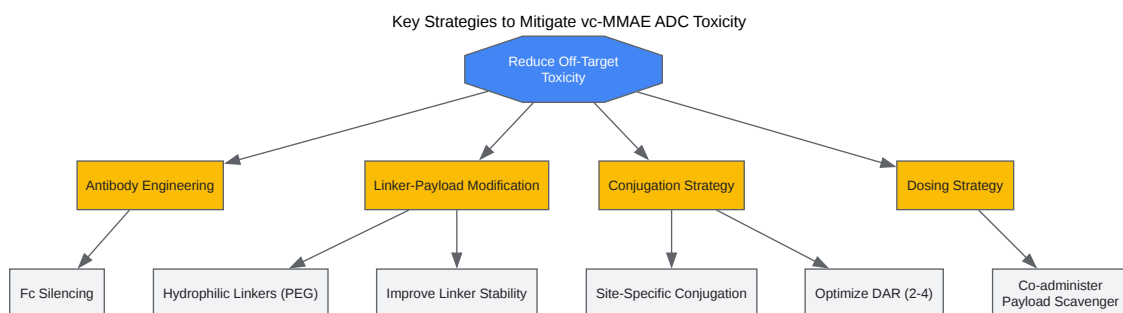 Key Strategies to Mitigate vc-MMAE ADC Toxicity
Reduce Off-Target
Toxicity
Antibody Engineering
Linker-Payload Modification
Conjugation Strategy
Dosing Strategy
Fc Silencing
Hydrophilic Linkers (PEG)
Improve Linker Stability
Site-Specific Conjugation
Optimize DAR (2-4)
Co-administer
Payload Scavenger